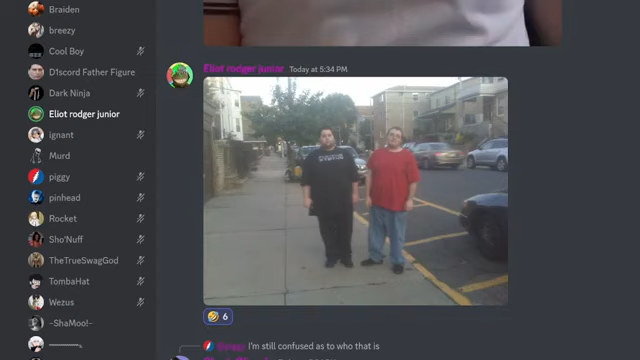 Braiden
breezy
Cool Boy
D1scord Father Figure
Dark Ninja
Eliot rodger junior
ignant
Murd
piggy
pinhead
Rocket
Sho'Nuff
TheTrueSwagGod
TombaHat
Wezus
~ShaMoo!~
Eliot rodger junior Today at 5:34 PM
6
@piggy I'm still confused as to who that is